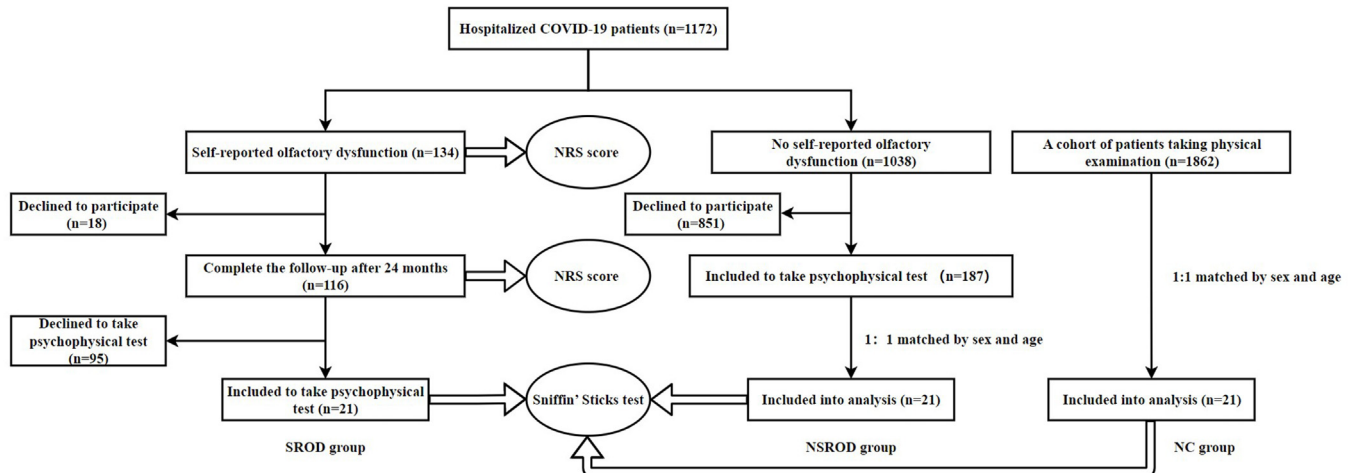 Hospitalized COVID-19 patients (n=1172)
Self-reported olfactory dysfunction (n=134)
NRS score
No self-reported olfactory
dysfunction (n=1038)
A cohort of patients taking physical
examination (n=1862)
Declined to participate
(n=18)
Declined to participate
(n=851)
Complete the follow-up after 24 months
(n=116)
NRS score
Included to take psychophysical test （n=187）
1:1 matched by sex and age
Declined to take
psychophysical test
(n=95)
1：1 matched by sex and age
Included to take psychophysical
test (n=21)
Sniffin' Sticks test
Included into analysis (n=21)
Included into analysis (n=21)
SROD group
NSROD group
NC group